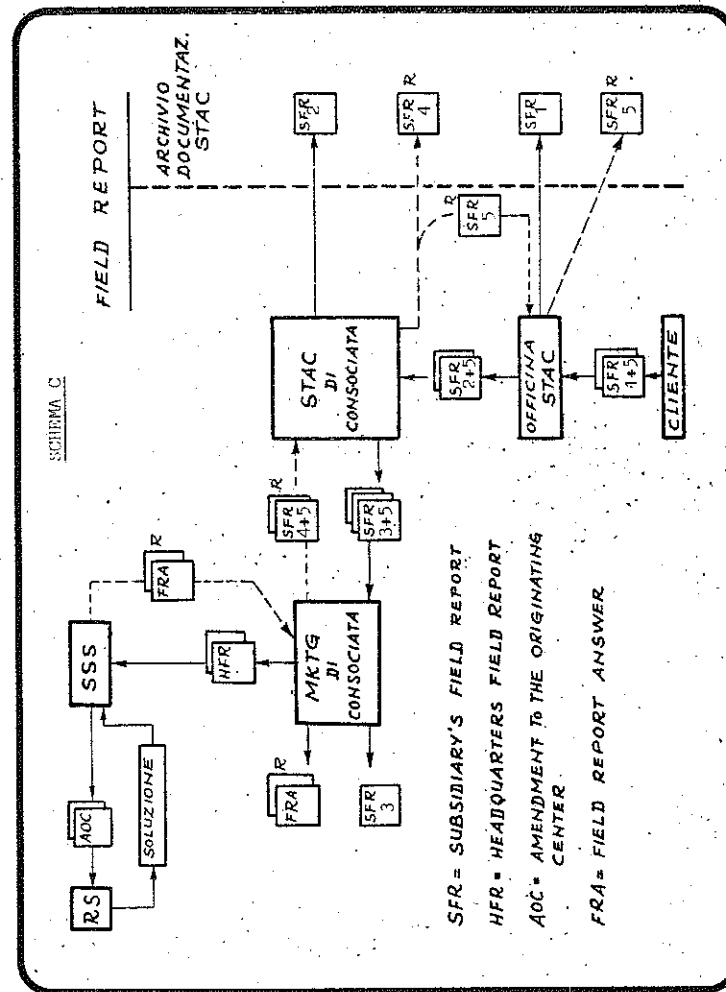 SCHEMA C
FIELD REPORT
ARCHIVIO
DOCUMENTAZ.
STAC
RS
AOC
SOLUZIONE
SSS
FRA
R
HFR
FRA
R
SFR
3
MKTG
DI
CONSOCIATA
SFR
4+5
R
SFR
3+5
STAC
DI
CONSOCIATA
SFR
2
SFR
4
R
SFR
5
R
SFR
2+5
OFFICINA
STAC
SFR
1
SFR
5
R
SFR
1+5
CLIENTE
SFR = SUBSIDIARY'S FIELD REPORT
HFR = HEADQUARTERS FIELD REPORT
AOC = AMENDMENT TO THE ORIGINATING
CENTER
FRA = FIELD REPORT ANSWER